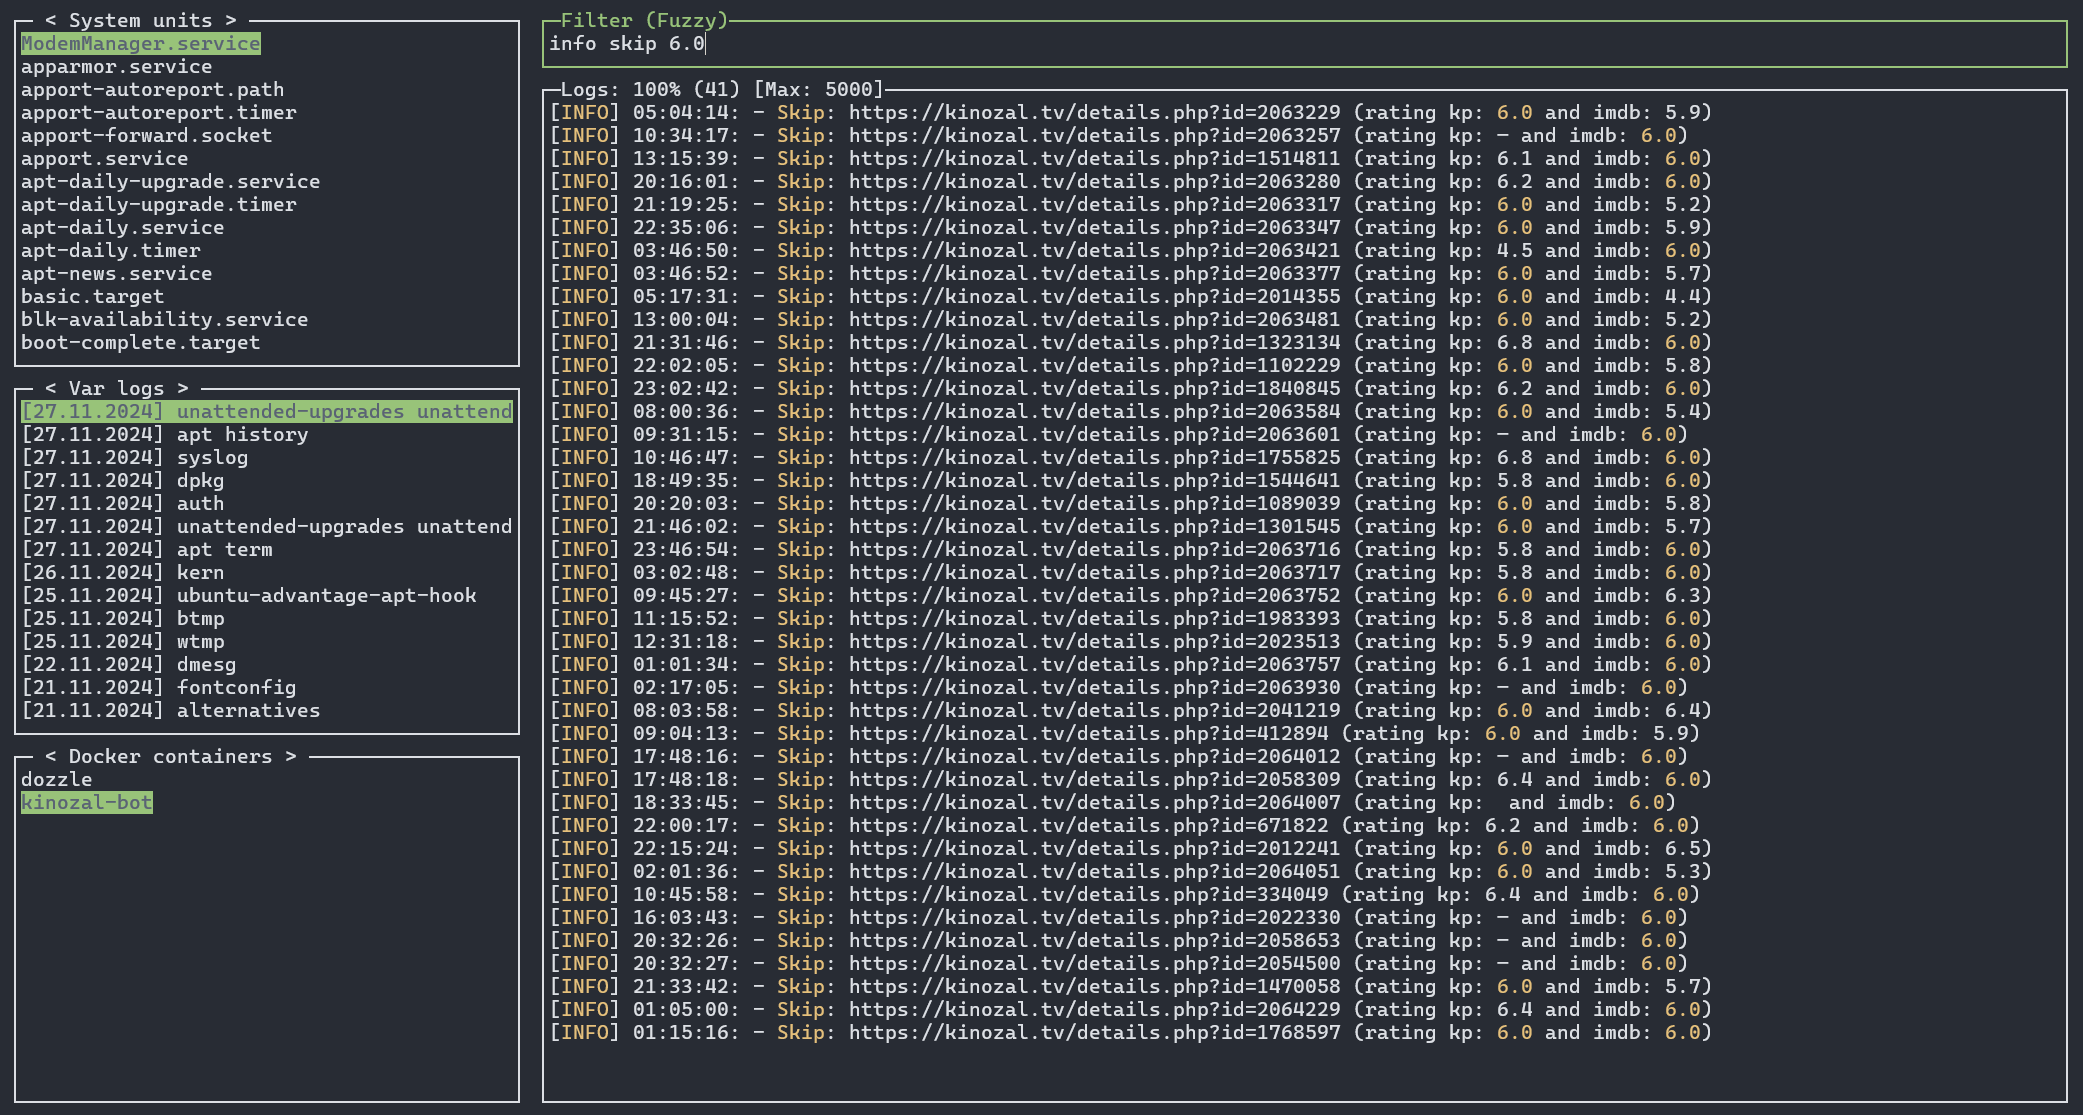 < System units >
ModemManager.service
apparmor.service
apport-autoreport.path
apport-autoreport.timer
apport-forward.socket
apport.service
apt-daily-upgrade.service
apt-daily-upgrade.timer
apt-daily.service
apt-daily.timer
apt-news.service
basic.target
blk-availability.service
boot-complete.target
< Var logs >
[27.11.2024] unattended-upgrades unattend
[27.11.2024] apt history
[27.11.2024] syslog
[27.11.2024] dpkg
[27.11.2024] auth
[27.11.2024] unattended-upgrades unattend
[27.11.2024] apt term
[26.11.2024] kern
[25.11.2024] ubuntu-advantage-apt-hook
[25.11.2024] btmp
[25.11.2024] wtmp
[22.11.2024] dmesg
[21.11.2024] fontconfig
[21.11.2024] alternatives
< Docker containers >
dozzle
kinozal-bot
Filter (Fuzzy)
info skip 6.0
Logs: 100% (41) [Max: 5000]
[INFO] 05:04:14: - Skip: https://kinozal.tv/details.php?id=2063229 (rating kp: 6.0 and imdb: 5.9)
[INFO] 10:34:17: - Skip: https://kinozal.tv/details.php?id=2063257 (rating kp: - and imdb: 6.0)
[INFO] 13:15:39: - Skip: https://kinozal.tv/details.php?id=1514811 (rating kp: 6.1 and imdb: 6.0)
[INFO] 20:16:01: - Skip: https://kinozal.tv/details.php?id=2063280 (rating kp: 6.2 and imdb: 6.0)
[INFO] 21:19:25: - Skip: https://kinozal.tv/details.php?id=2063317 (rating kp: 6.0 and imdb: 5.2)
[INFO] 22:35:06: - Skip: https://kinozal.tv/details.php?id=2063347 (rating kp: 6.0 and imdb: 5.9)
[INFO] 03:46:50: - Skip: https://kinozal.tv/details.php?id=2063421 (rating kp: 4.5 and imdb: 6.0)
[INFO] 03:46:52: - Skip: https://kinozal.tv/details.php?id=2063377 (rating kp: 6.0 and imdb: 5.7)
[INFO] 05:17:31: - Skip: https://kinozal.tv/details.php?id=2014355 (rating kp: 6.0 and imdb: 4.4)
[INFO] 13:00:04: - Skip: https://kinozal.tv/details.php?id=2063481 (rating kp: 6.0 and imdb: 5.2)
[INFO] 21:31:46: - Skip: https://kinozal.tv/details.php?id=1323134 (rating kp: 6.8 and imdb: 6.0)
[INFO] 22:02:05: - Skip: https://kinozal.tv/details.php?id=1102229 (rating kp: 6.0 and imdb: 5.8)
[INFO] 23:02:42: - Skip: https://kinozal.tv/details.php?id=1840845 (rating kp: 6.2 and imdb: 6.0)
[INFO] 08:00:36: - Skip: https://kinozal.tv/details.php?id=2063584 (rating kp: 6.0 and imdb: 5.4)
[INFO] 09:31:15: - Skip: https://kinozal.tv/details.php?id=2063601 (rating kp: - and imdb: 6.0)
[INFO] 10:46:47: - Skip: https://kinozal.tv/details.php?id=1755825 (rating kp: 6.8 and imdb: 6.0)
[INFO] 18:49:35: - Skip: https://kinozal.tv/details.php?id=1544641 (rating kp: 5.8 and imdb: 6.0)
[INFO] 20:20:03: - Skip: https://kinozal.tv/details.php?id=1089039 (rating kp: 6.0 and imdb: 5.8)
[INFO] 21:46:02: - Skip: https://kinozal.tv/details.php?id=1301545 (rating kp: 6.0 and imdb: 5.7)
[INFO] 23:46:54: - Skip: https://kinozal.tv/details.php?id=2063716 (rating kp: 5.8 and imdb: 6.0)
[INFO] 03:02:48: - Skip: https://kinozal.tv/details.php?id=2063717 (rating kp: 5.8 and imdb: 6.0)
[INFO] 09:45:27: - Skip: https://kinozal.tv/details.php?id=2063752 (rating kp: 6.0 and imdb: 6.3)
[INFO] 11:15:52: - Skip: https://kinozal.tv/details.php?id=1983393 (rating kp: 5.8 and imdb: 6.0)
[INFO] 12:31:18: - Skip: https://kinozal.tv/details.php?id=2023513 (rating kp: 5.9 and imdb: 6.0)
[INFO] 01:01:34: - Skip: https://kinozal.tv/details.php?id=2063757 (rating kp: 6.1 and imdb: 6.0)
[INFO] 02:17:05: - Skip: https://kinozal.tv/details.php?id=2063930 (rating kp: - and imdb: 6.0)
[INFO] 08:03:58: - Skip: https://kinozal.tv/details.php?id=2041219 (rating kp: 6.0 and imdb: 6.4)
[INFO] 09:04:13: - Skip: https://kinozal.tv/details.php?id=412894 (rating kp: 6.0 and imdb: 5.9)
[INFO] 17:48:16: - Skip: https://kinozal.tv/details.php?id=2064012 (rating kp: - and imdb: 6.0)
[INFO] 17:48:18: - Skip: https://kinozal.tv/details.php?id=2058309 (rating kp: 6.4 and imdb: 6.0)
[INFO] 18:33:45: - Skip: https://kinozal.tv/details.php?id=2064007 (rating kp:  and imdb: 6.0)
[INFO] 22:00:17: - Skip: https://kinozal.tv/details.php?id=671822 (rating kp: 6.2 and imdb: 6.0)
[INFO] 22:15:24: - Skip: https://kinozal.tv/details.php?id=2012241 (rating kp: 6.0 and imdb: 6.5)
[INFO] 02:01:36: - Skip: https://kinozal.tv/details.php?id=2064051 (rating kp: 6.0 and imdb: 5.3)
[INFO] 10:45:58: - Skip: https://kinozal.tv/details.php?id=334049 (rating kp: 6.4 and imdb: 6.0)
[INFO] 16:03:43: - Skip: https://kinozal.tv/details.php?id=2022330 (rating kp: - and imdb: 6.0)
[INFO] 20:32:26: - Skip: https://kinozal.tv/details.php?id=2058653 (rating kp: - and imdb: 6.0)
[INFO] 20:32:27: - Skip: https://kinozal.tv/details.php?id=2054500 (rating kp: - and imdb: 6.0)
[INFO] 21:33:42: - Skip: https://kinozal.tv/details.php?id=1470058 (rating kp: 6.0 and imdb: 5.7)
[INFO] 01:05:00: - Skip: https://kinozal.tv/details.php?id=2064229 (rating kp: 6.4 and imdb: 6.0)
[INFO] 01:15:16: - Skip: https://kinozal.tv/details.php?id=1768597 (rating kp: 6.0 and imdb: 6.0)